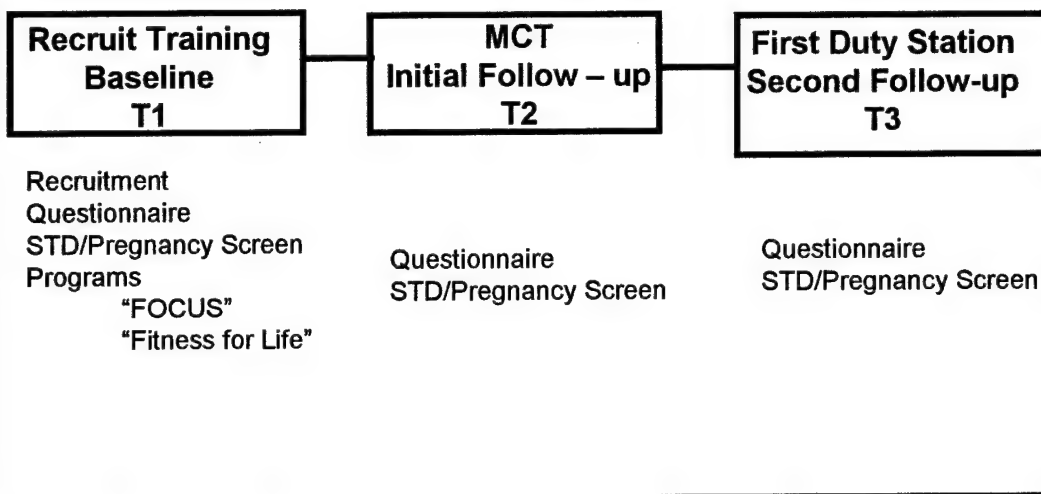 Recruit Training
Baseline
T1
MCT
Initial Follow – up
T2
First Duty Station
Second Follow-up
T3
Recruitment
Questionnaire
STD/Pregnancy Screen
Programs
“FOCUS”
“Fitness for Life”
Questionnaire
STD/Pregnancy Screen
Questionnaire
STD/Pregnancy Screen